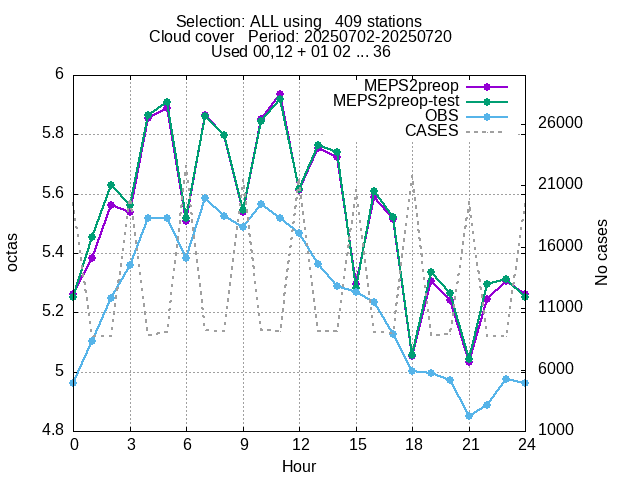 Selection: ALL using   409 stations
Cloud cover   Period: 20250702-20250720
Used 00,12 + 01 02 ... 36
MEPS2preop
MEPS2preop-test
OBS
CASES
6
5.8
5.6
5.4
5.2
5
4.8
octas
26000
21000
16000
11000
6000
1000
No cases
0 3 6 9 12 15 18 21 24
Hour